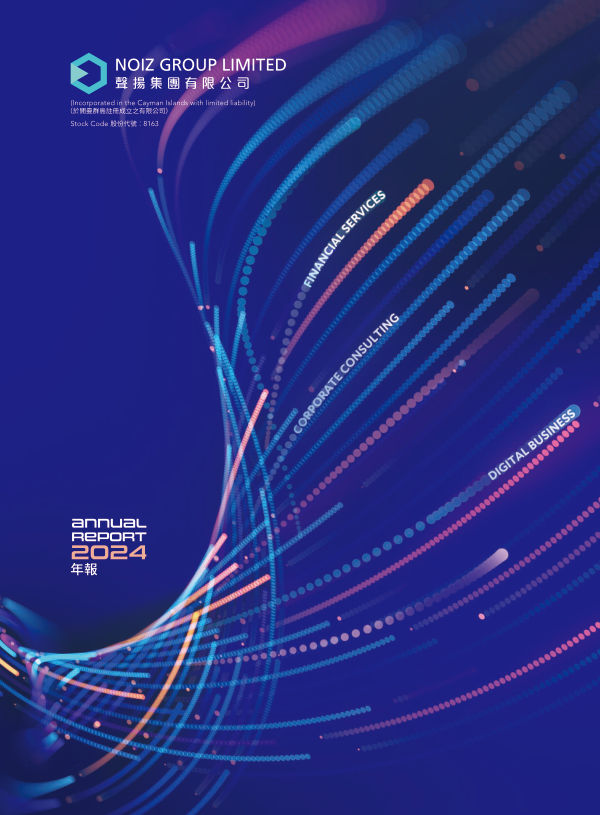 NOIZ GROUP LIMITED
聲揚集團有限公司
(Incorporated in the Cayman Islands with limited liability)
(於開曼群島註冊成立之有限公司)
Stock Code 股份代號：8163
FINANCIAL SERVICES
CORPORATE CONSULTING
DIGITAL BUSINESS
ANNUAL
REPORT
2024
年報